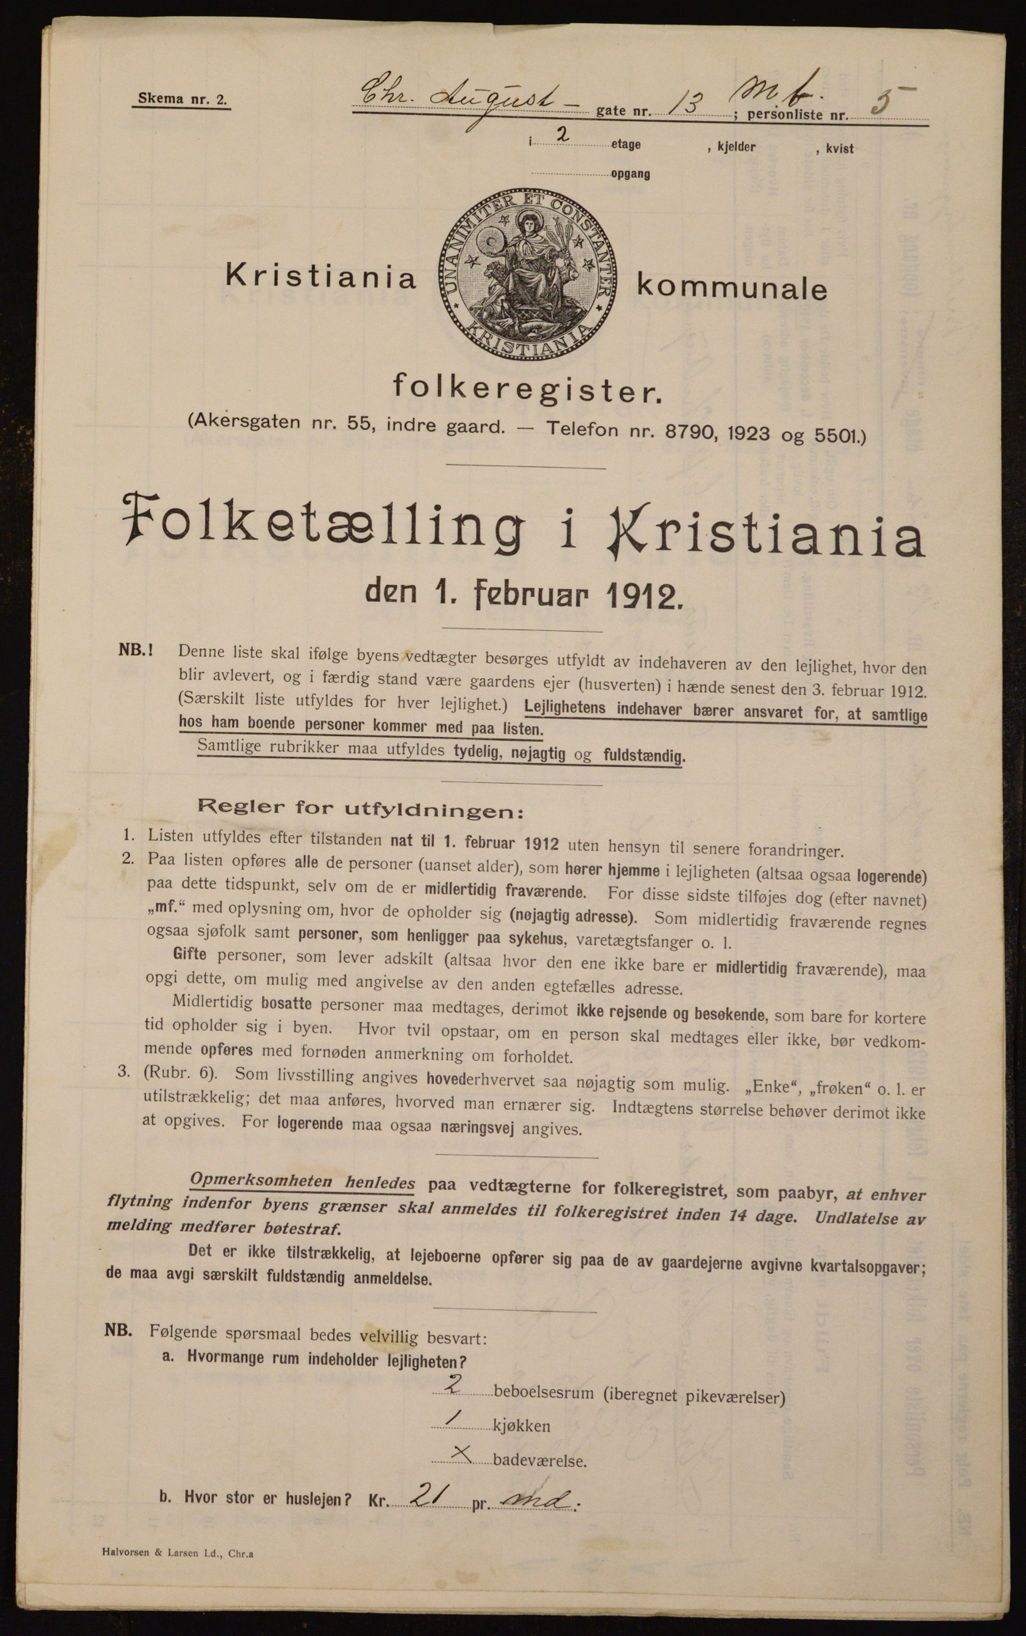 Skema nr. 2.
Chr. August – gate nr. 13 ; personliste nr. 5
i 2 etage , kjelder , kvist
opgang
UNANIMITER ET CONSTANTER
KRISTIANIA
Kristiania kommunale
folkeregister.
(Akersgaten nr. 55, indre gaard. — Telefon nr. 8790, 1923 og 5501.)
Folketælling i Kristiania
den 1. februar 1912.
NB.! Denne liste skal ifølge byens vedtægter besørges utfyldt av indehaveren av den lejlighet, hvor den
blir avlevert, og i færdig stand være gaardens ejer (husverten) i hænde senest den 3. februar 1912.
(Særskilt liste utfyldes for hver lejlighet.) Lejlighetens indehaver bærer ansvaret for, at samtlige
hos ham boende personer kommer med paa listen.
Samtlige rubrikker maa utfyldes tydelig, nøjagtig og fuldstændig.
Regler for utfyldningen:
1. Listen utfyldes efter tilstanden nat til 1. februar 1912 uten hensyn til senere forandringer.
2. Paa listen opføres alle de personer (uanset alder), som hører hjemme i lejligheten (altsaa ogsaa logerende)
paa dette tidspunkt, selv om de er midlertidig fraværende. For disse sidste tilføjes dog (efter navnet)
„mf.“ med oplysning om, hvor de opholder sig (nøjagtig adresse). Som midlertidig fraværende regnes
ogsaa sjøfolk samt personer, som henligger paa sykehus, varetægtsfanger o. l.
Gifte personer, som lever adskilt (altsaa hvor den ene ikke bare er midlertidig fraværende), maa
opgi dette, om mulig med angivelse av den anden egtefælles adresse.
Midlertidig bosatte personer maa medtages, derimot ikke rejsende og besøkende, som bare for kortere
tid opholder sig i byen. Hvor tvil opstaar, om en person skal medtages eller ikke, bør vedkom-
mende opføres med fornøden anmerkning om forholdet.
3. (Rubr. 6). Som livsstilling angives hovederhvervet saa nøjagtig som mulig. „Enke“, „frøken“ o. l. er
utilstrækkelig; det maa anføres, hvorved man ernærer sig. Indtægtens størrelse behøver derimot ikke
at opgives. For logerende maa ogsaa næringsvej angives.
Opmerksomheten henledes paa vedtægterne for folkeregistret, som paabyr, at enhver
flytning indenfor byens grænser skal anmeldes til folkeregistret inden 14 dage. Undlatelse av
melding medfører bøtestraf.
Det er ikke tilstrækkelig, at lejeboerne opfører sig paa de av gaardejerne avgivne kvartalsopgaver;
de maa avgi særskilt fuldstændig anmeldelse.
NB. Følgende spørsmaal bedes velvillig besvart:
a. Hvormange rum indeholder lejligheten?
2 beboelsesrum (iberegnet pikeværelser)
1 kjøkken
× badeværelse.
b. Hvor stor er huslejen? Kr. 21 pr. md:
Halvorsen & Larsen Ld., Chr.a